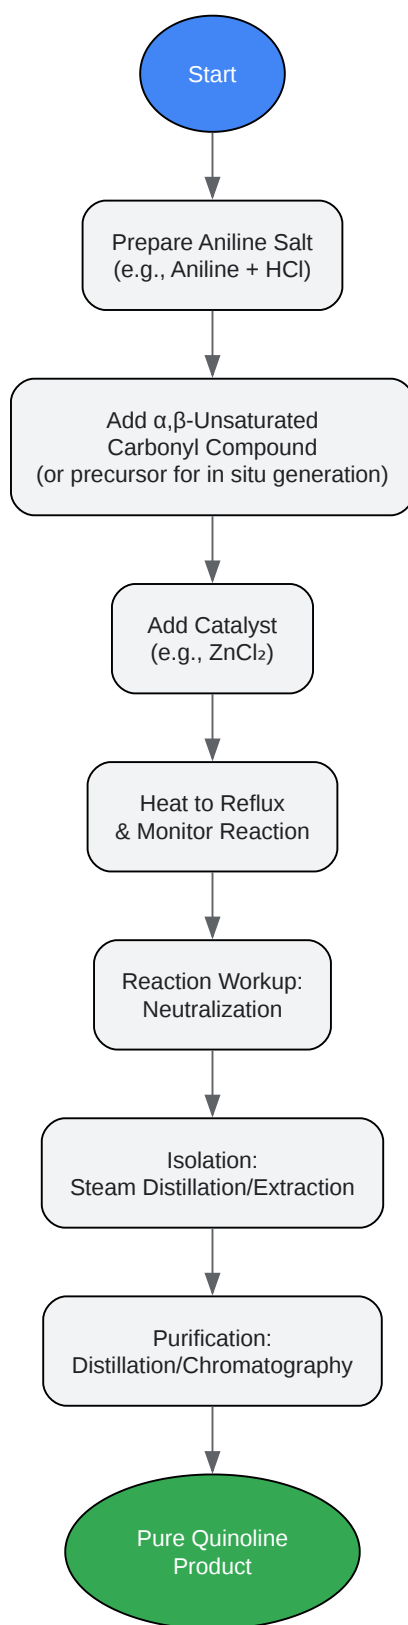 Start
Prepare Aniline Salt
(e.g., Aniline + HCl)
Add α,β-Unsaturated
Carbonyl Compound
(or precursor for in situ generation)
Add Catalyst
(e.g., ZnCl₂)
Heat to Reflux
& Monitor Reaction
Reaction Workup:
Neutralization
Isolation:
Steam Distillation/Extraction
Purification:
Distillation/Chromatography
Pure Quinoline
Product